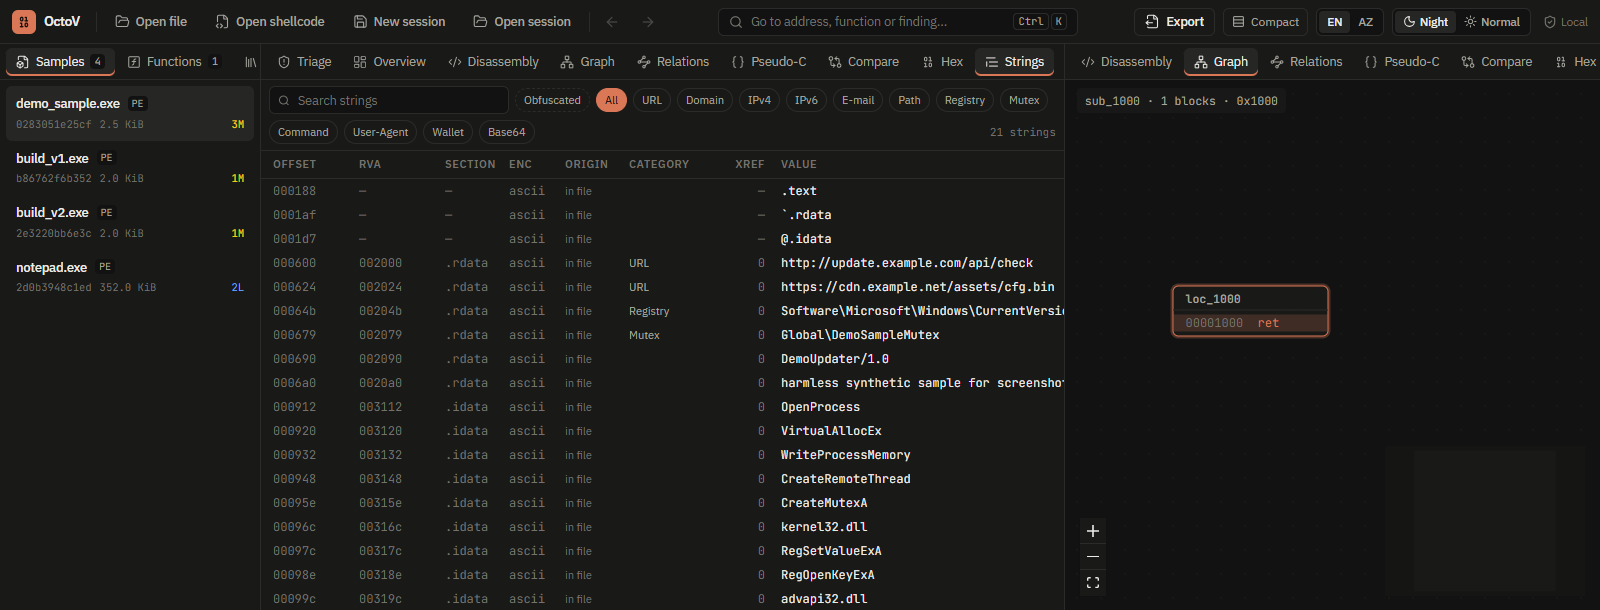 OctoV Open file Open shellcode New session Open session Go to address, function or finding... Ctrl K Export Compact EN AZ Night Normal Local
Samples 4 Functions 1 Triage Overview Disassembly Graph Relations Pseudo-C Compare Hex Strings Disassembly Graph Relations Pseudo-C Compare Hex
demo_sample.exe PE
0283051e25cf 2.5 KiB 3M
build_v1.exe PE
b86762f6b352 2.0 KiB 1M
build_v2.exe PE
2e3220bb6e3c 2.0 KiB 1M
notepad.exe PE
2d0b3948c1ed 352.0 KiB 2L
Search strings Obfuscated All URL Domain IPv4 IPv6 E-mail Path Registry Mutex
Command User-Agent Wallet Base64 21 strings
OFFSET RVA SECTION ENC ORIGIN CATEGORY XREF VALUE
000188 — — ascii in file — .text
0001af — — ascii in file — `.rdata
0001d7 — — ascii in file — @.idata
000600 002000 .rdata ascii in file URL 0 http://update.example.com/api/check
000624 002024 .rdata ascii in file URL 0 https://cdn.example.net/assets/cfg.bin
00064b 00204b .rdata ascii in file Registry 0 Software\Microsoft\Windows\CurrentVersio
000679 002079 .rdata ascii in file Mutex 0 Global\DemoSampleMutex
000690 002090 .rdata ascii in file 0 DemoUpdater/1.0
0006a0 0020a0 .rdata ascii in file 0 harmless synthetic sample for screenshot
000912 003112 .idata ascii in file 0 OpenProcess
000920 003120 .idata ascii in file 0 VirtualAllocEx
000932 003132 .idata ascii in file 0 WriteProcessMemory
000948 003148 .idata ascii in file 0 CreateRemoteThread
00095e 00315e .idata ascii in file 0 CreateMutexA
00096c 00316c .idata ascii in file 0 kernel32.dll
00097c 00317c .idata ascii in file 0 RegSetValueExA
00098e 00318e .idata ascii in file 0 RegOpenKeyExA
00099c 00319c .idata ascii in file 0 advapi32.dll
sub_1000 · 1 blocks · 0x1000
loc_1000
00001000 ret